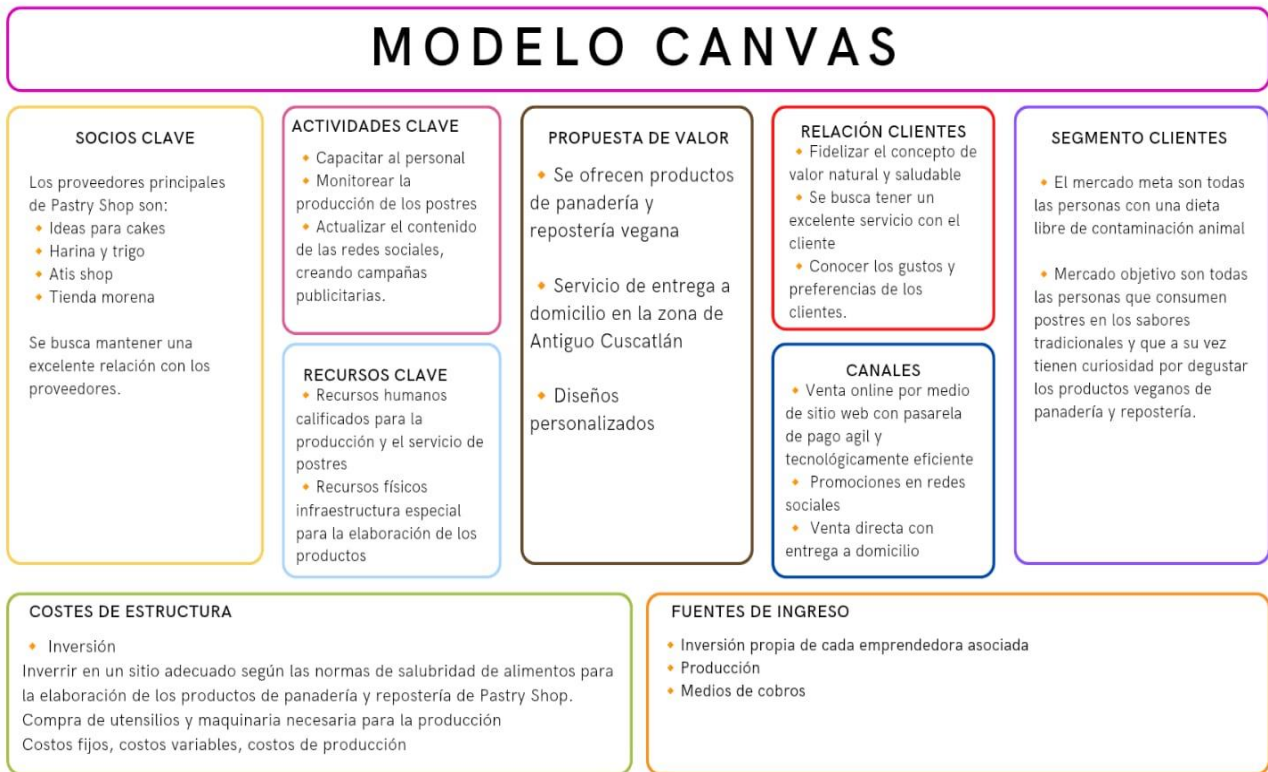 MODELO CANVAS
SOCIOS CLAVE
Los proveedores principales
de Pastry Shop son:
Ideas para cakes
Harina y trigo
Atis shop
Tienda morena
Se busca mantener una
excelente relación con los
proveedores.
ACTIVIDADES CLAVE
Capacitar al personal
Monitorear la
producción de los postres
Actualizar el contenido
de las redes sociales,
creando campañas
publicitarias.
RECURSOS CLAVE
Recursos humanos
calificados para la
producción y el servicio de
postres
Recursos físicos
infraestructura especial
para la elaboración de los
productos
PROPUESTA DE VALOR
Se ofrecen productos
de panadería y
repostería vegana
Servicio de entrega a
domicilio en la zona de
Antiguo Cuscatlán
Diseños
personalizados
RELACIÓN CLIENTES
Fidelizar el concepto de
valor natural y saludable
Se busca tener un
excelente servicio con el
cliente
Conocer los gustos y
preferencias de los
clientes.
CANALES
Venta online por medio
de sitio web con pasarela
de pago agil y
tecnológicamente eficiente
Promociones en redes
sociales
Venta directa con
entrega a domicilio
SEGMENTO CLIENTES
El mercado meta son todas
las personas con una dieta
libre de contaminación animal
Mercado objetivo son todas
las personas que consumen
postres en los sabores
tradicionales y que a su vez
tienen curiosidad por degustar
los productos veganos de
panadería y repostería.
COSTES DE ESTRUCTURA
Inversión
Inverrir en un sitio adecuado según las normas de salubridad de alimentos para
la elaboración de los productos de panadería y repostería de Pastry Shop.
Compra de utensilios y maquinaria necesaria para la producción
Costos fijos, costos variables, costos de producción
FUENTES DE INGRESO
Inversión propia de cada emprendedora asociada
Producción
Medios de cobros